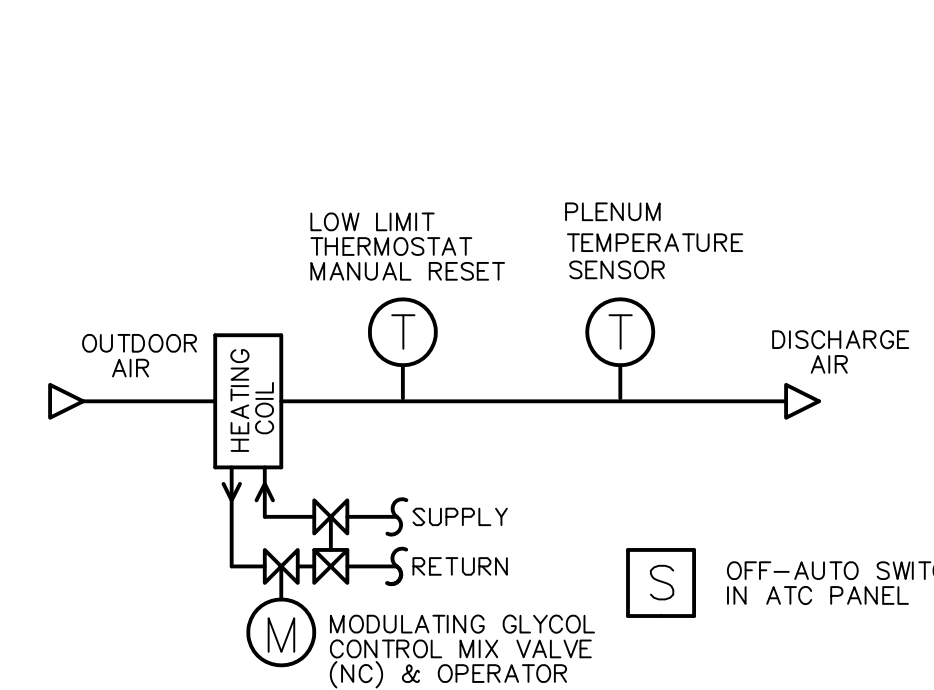 PLENUM
TEMPERATURE
SENSOR
LOW LIMIT
THERMOSTAT
MANUAL RESET
T
T
OUTDOOR
AIR
HEATING
COIL
DISCHARGE
AIR
SUPPLY
RETURN
S
OFF-AUTO
IN ATC PANEL
M
MODULATING GLYCOL
CONTROL MIX VALVE
(NC) & OPERATOR